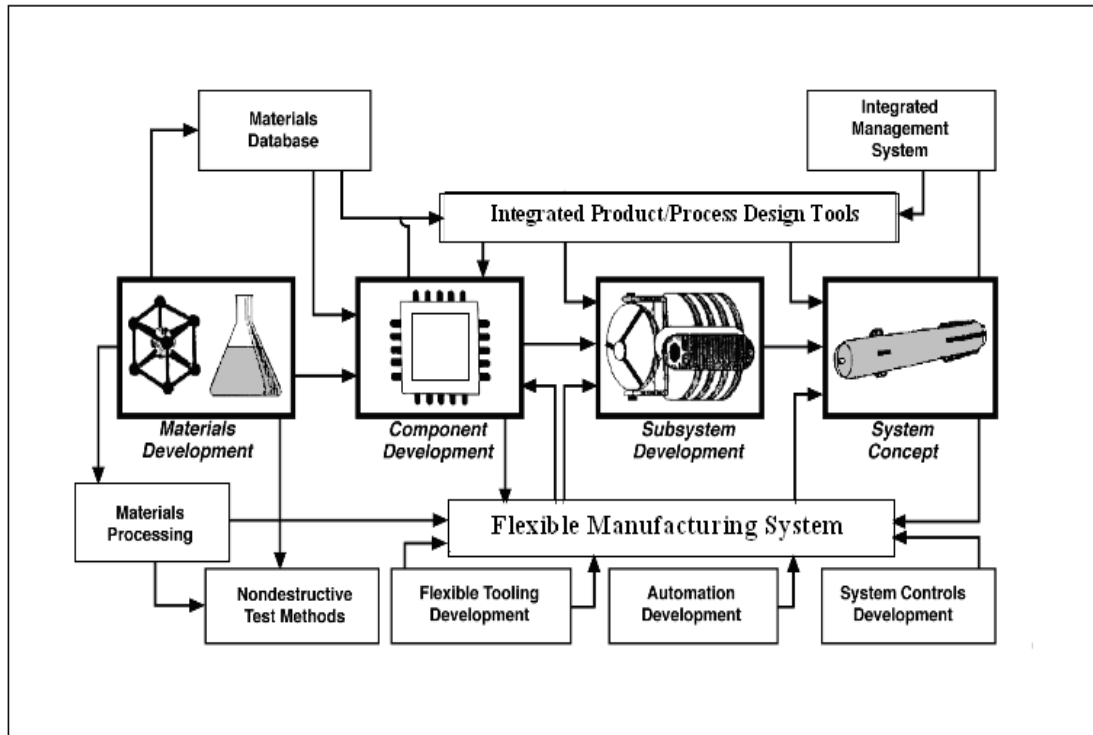 Materials
Database
Integrated
Management
System
Integrated Product/Process Design Tools
Materials
Development
Component
Development
Subsystem
Development
System
Concept
Materials
Processing
Flexible Manufacturing System
Nondestructive
Test Methods
Flexible Tooling
Development
Automation
Development
System Controls
Development